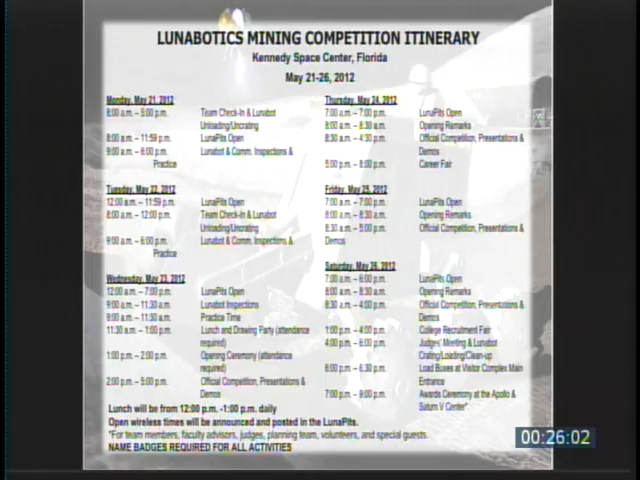 LUNABOTICS MINING COMPETITION ITINERARY
Kennedy Space Center, Florida
May 21-26, 2012
Monday, May 21, 2012
8:00 a.m. – 5:00 p.m. Team Check-In & Lunabot
Unloading/Uncrating
8:00 a.m. – 11:59 p.m. LunaPits Open
9:00 a.m. – 6:00 p.m. Lunabot & Comm. Inspections &
Practice
Tuesday, May 22, 2012
12:00 a.m. – 11:59 p.m. LunaPits Open
8:00 a.m. – 12:00 p.m. Team Check-In & Lunabot
Unloading/Uncrating
9:00 a.m. – 6:00 p.m. Lunabot & Comm. Inspections &
Practice
Wednesday, May 23, 2012
12:00 a.m. – 7:00 p.m. LunaPits Open
9:00 a.m. – 11:30 a.m. Lunabot Inspections
9:00 a.m. – 11:30 a.m. Practice Time
11:30 a.m. – 1:00 p.m. Lunch and Drawing Party (attendance
required)
1:00 p.m. – 2:00 p.m. Opening Ceremony (attendance
required)
2:00 p.m. – 5:00 p.m. Official Competition, Presentations &
Demos
Thursday, May 24, 2012
7:00 a.m. – 7:00 p.m. LunaPits Open
8:00 a.m. – 8:30 a.m. Opening Remarks
8:30 a.m. – 4:30 p.m. Official Competition, Presentations &
Demos
5:00 p.m. – 8:00 p.m. Career Fair
Friday, May 25, 2012
7:00 a.m. – 7:00 p.m. LunaPits Open
8:00 a.m. – 8:30 a.m. Opening Remarks
8:30 a.m. – 5:00 p.m. Official Competition, Presentations &
Demos
Saturday, May 26, 2012
7:00 a.m. – 6:00 p.m. LunaPits Open
8:00 a.m. – 8:30 a.m. Opening Remarks
8:30 a.m. – 4:00 p.m. Official Competition, Presentations &
Demos
1:00 p.m. – 4:00 p.m. College Recruitment Fair
4:00 p.m. – 6:00 p.m. Judges' Meeting & Lunabot
Crating/Loading/Clean-up
6:00 p.m. – 6:30 p.m. Load Buses at Visitor Complex Main
Entrance
7:00 p.m. – 9:00 p.m. Awards Ceremony at the Apollo &
Saturn V Center*
Lunch will be from 12:00 p.m. -1:00 p.m. daily
Open wireless times will be announced and posted in the LunaPits.
*For team members, faculty advisors, judges, planning team, volunteers, and special guests.
NAME BADGES REQUIRED FOR ALL ACTIVITIES
00:26:02